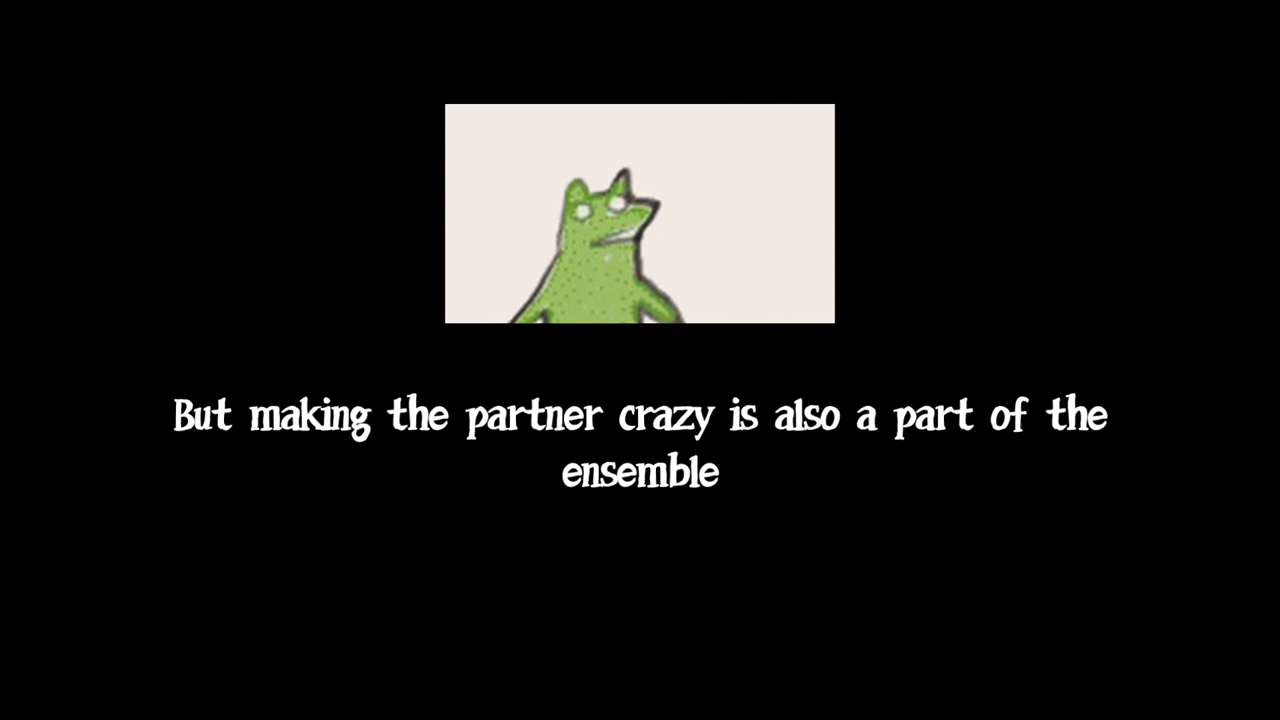 But making the partner crazy is also a part of the
ensemble